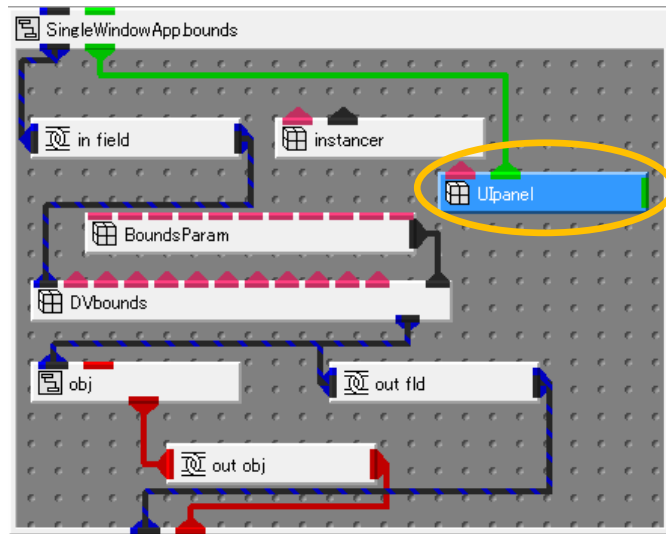 SingleWindowApp.bounds
in field
instancer
UIpanel
BoundsParam
DVbounds
obj
out fld
out obj